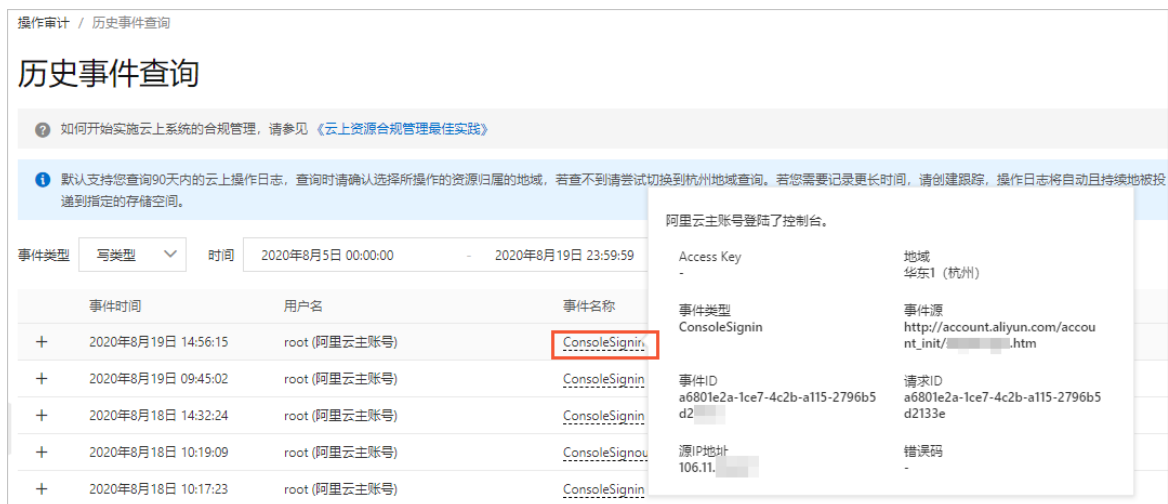 操作审计 / 历史事件查询
历史事件查询
如何开始实施云上系统的合规管理，请参见《云上资源合规管理最佳实践》
默认支持您查询90天内的云上操作日志，查询时请确认选择所操作的资源归属的地域，若查不到请尝试切换到杭州地域查询。若您需要记录更长时间，请创建跟踪，操作日志将自动且持续地被投
递到指定的存储空间。
事件类型 写类型 时间 2020年8月5日 00:00:00 - 2020年8月19日 23:59:59
事件时间 用户名 事件名称
+ 2020年8月19日 14:56:15 root (阿里云主账号) ConsoleSignin
+ 2020年8月19日 09:45:02 root (阿里云主账号) ConsoleSignin
+ 2020年8月18日 14:32:24 root (阿里云主账号) ConsoleSignin
+ 2020年8月18日 10:19:09 root (阿里云主账号) ConsoleSignou
+ 2020年8月18日 10:17:23 root (阿里云主账号) ConsoleSignin
阿里云主账号登陆了控制台。
Access Key 地域
- 华东1（杭州）
事件类型 事件源
ConsoleSignin http://account.aliyun.com/accou
nt_init/ .htm
事件ID 请求ID
a6801e2a-1ce7-4c2b-a115-2796b5 a6801e2a-1ce7-4c2b-a115-2796b5
d2 d2133e
源IP地址 错误码
106.11. -